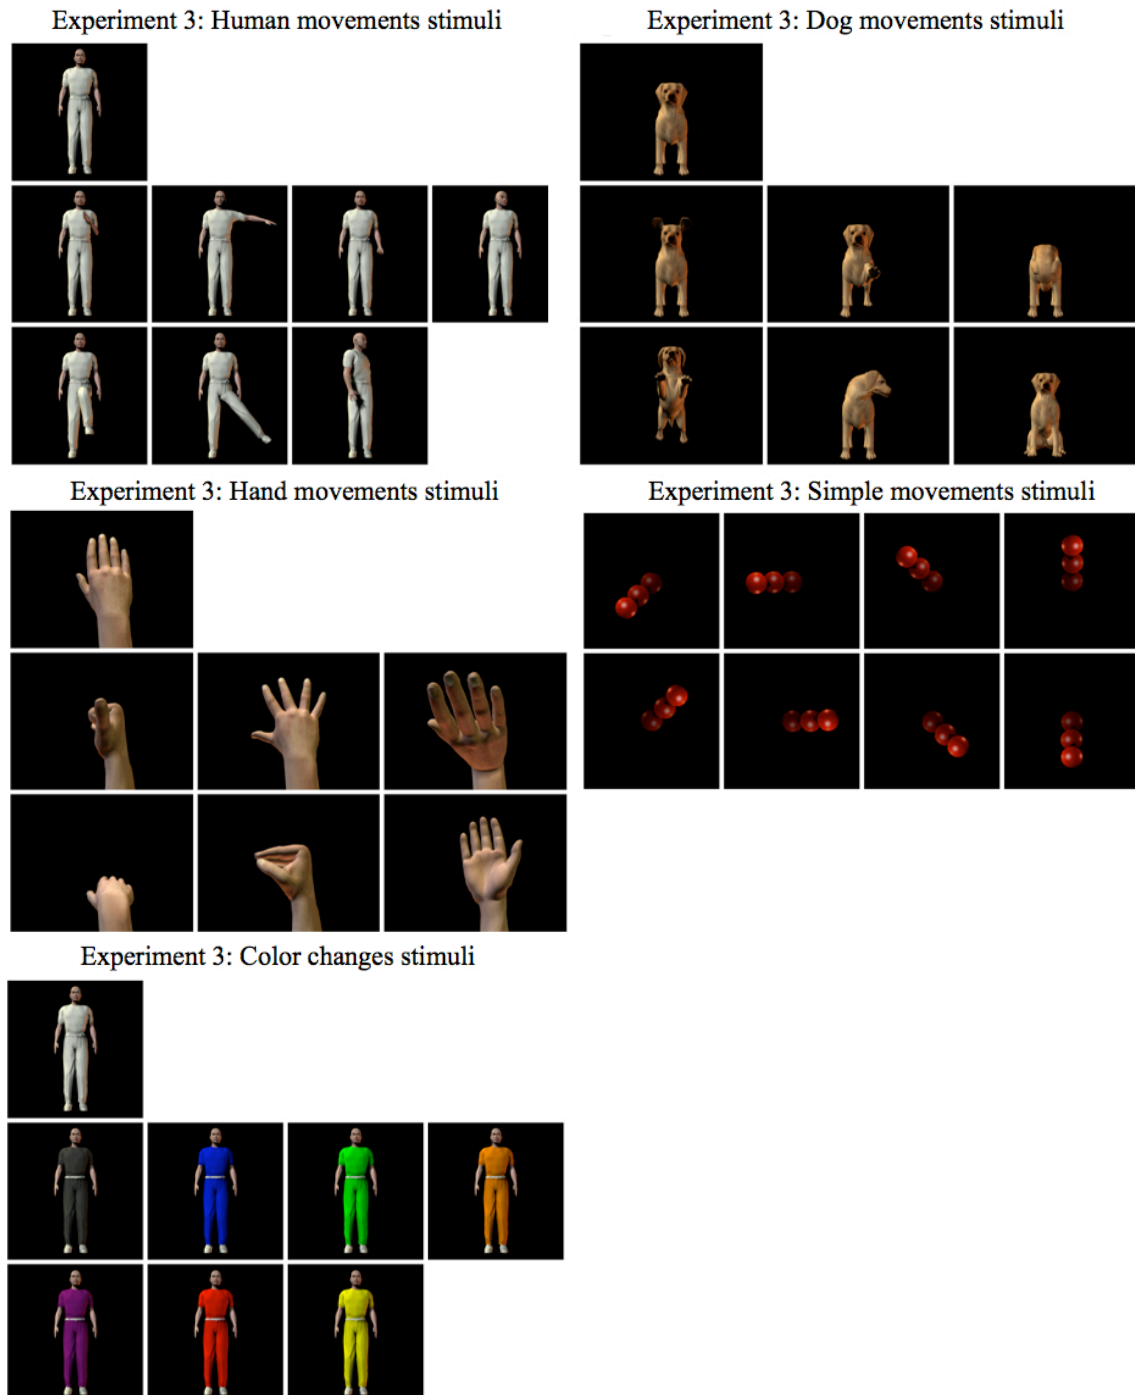 Experiment 3: Human movements stimuli
Experiment 3: Dog movements stimuli
Experiment 3: Hand movements stimuli
Experiment 3: Simple movements stimuli
Experiment 3: Color changes stimuli